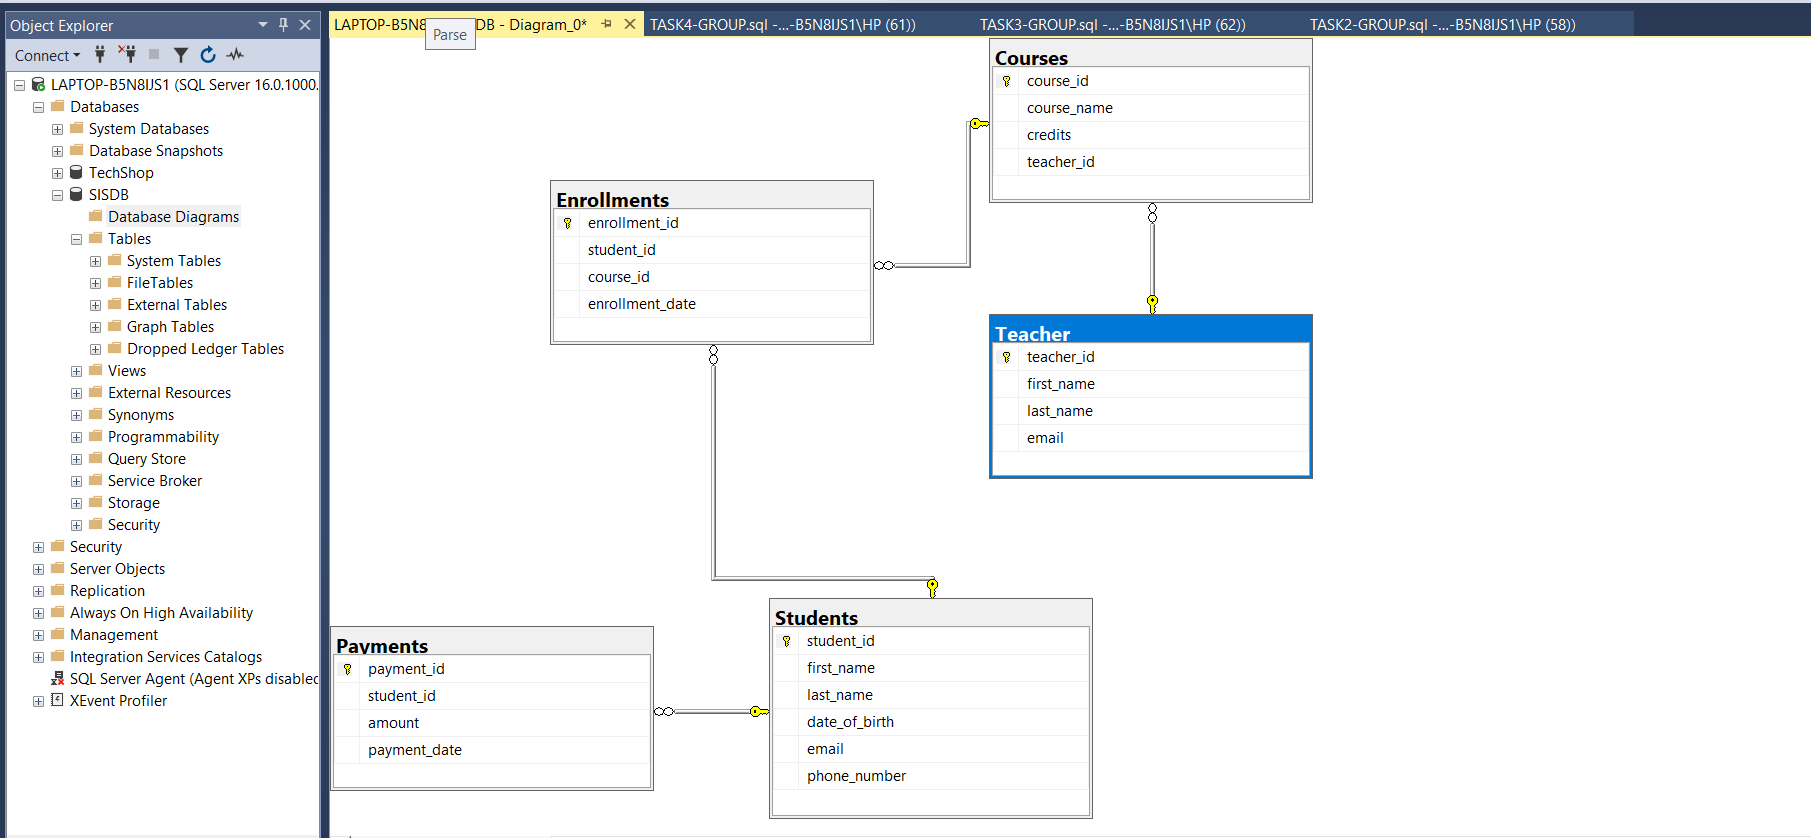 Object Explorer
Connect
LAPTOP-B5N8IJS1 (SQL Server 16.0.1000.
Databases
System Databases
Database Snapshots
TechShop
SISDB
Database Diagrams
Tables
System Tables
FileTables
External Tables
Graph Tables
Dropped Ledger Tables
Views
External Resources
Synonyms
Programmability
Query Store
Service Broker
Storage
Security
Security
Server Objects
Replication
Always On High Availability
Management
Integration Services Catalogs
SQL Server Agent (Agent XPs disabled
XEvent Profiler
LAPTOP-B5N8 DB - Diagram_0* TASK4-GROUP.sql -...-B5N8IJS1\HP (61)) TASK3-GROUP.sql -...-B5N8IJS1\HP (62)) TASK2-GROUP.sql -...-B5N8IJS1\HP (58))
Parse
Courses
course_id
course_name
credits
teacher_id
Enrollments
enrollment_id
student_id
course_id
enrollment_date
Teacher
teacher_id
first_name
last_name
email
Payments
payment_id
student_id
amount
payment_date
Students
student_id
first_name
last_name
date_of_birth
email
phone_number